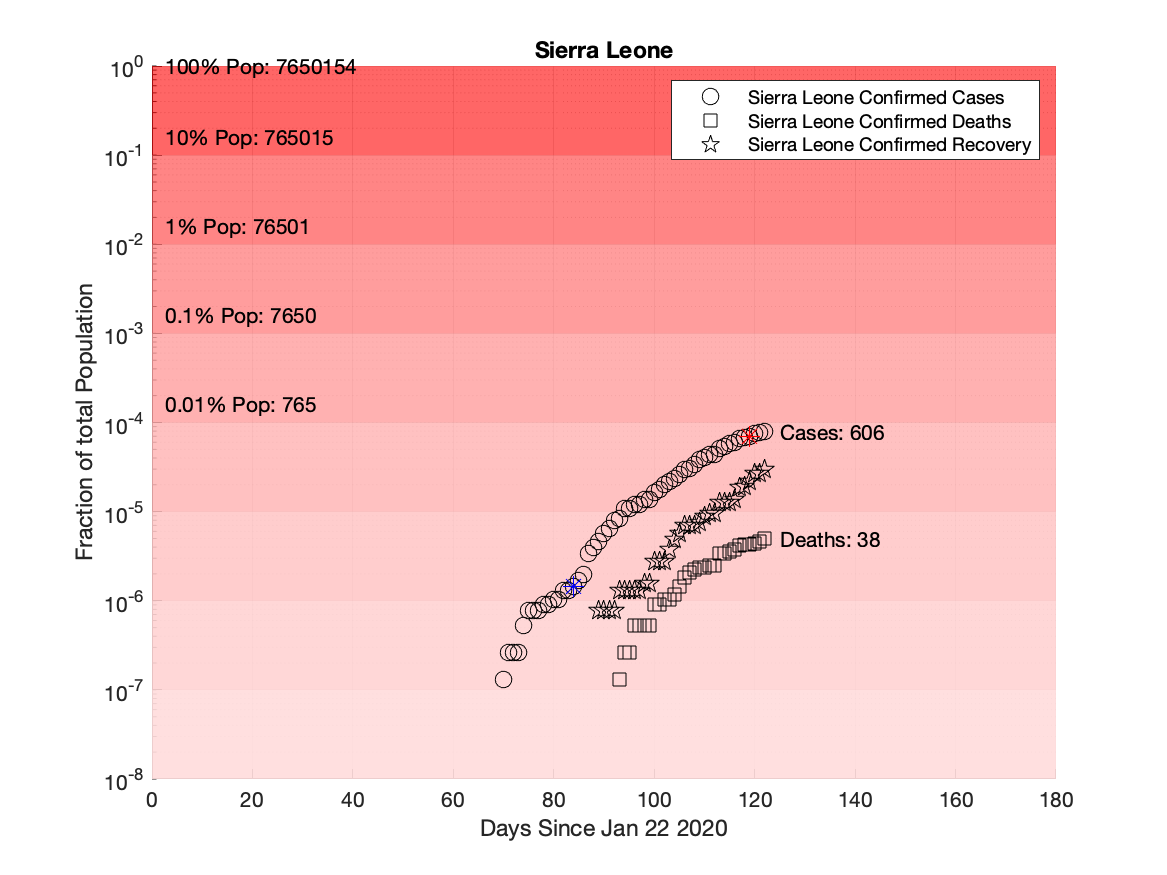 Sierra Leone
10^0
10^-1
10^-2
10^-3
10^-4
10^-5
10^-6
10^-7
10^-8
Fraction of total Population
100% Pop: 7650154
10% Pop: 765015
1% Pop: 76501
0.1% Pop: 7650
0.01% Pop: 765
Sierra Leone Confirmed Cases
Sierra Leone Confirmed Deaths
Sierra Leone Confirmed Recovery
Cases: 606
Deaths: 38
0 20 40 60 80 100 120 140 160 180
Days Since Jan 22 2020